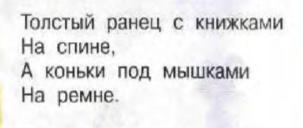 Толстый ранец с книжками
На спине,
А коньки под мышками
На ремне.